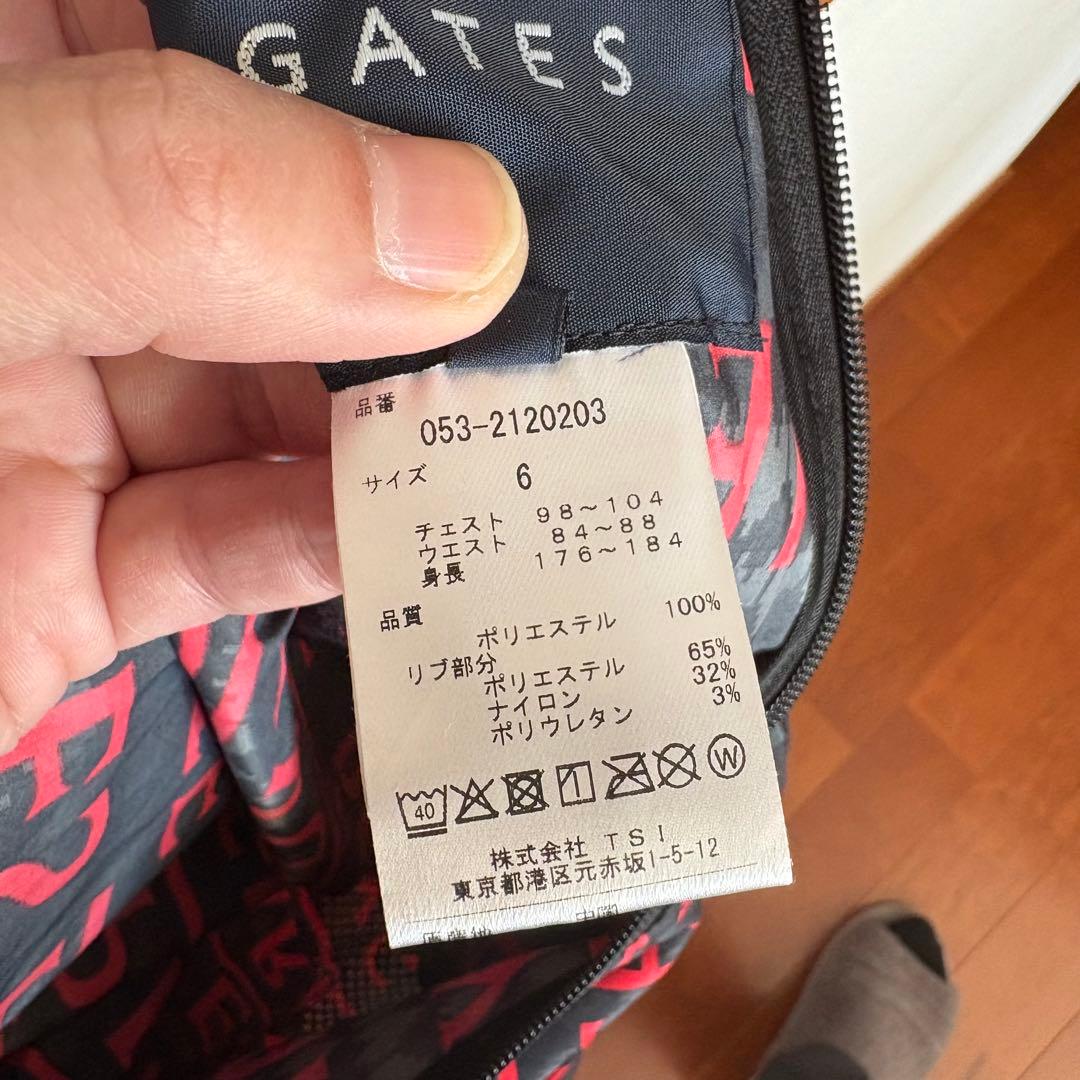 GATES
品番
053-2120203
サイズ 6
チェスト 98～104
ウエスト 84～88
身長 176～184
品質
ポリエステル 100%
リブ部分
ポリエステル 65%
ナイロン 32%
ポリウレタン 3%
40
W
株式会社 TSI
東京都港区元赤坂1-5-12